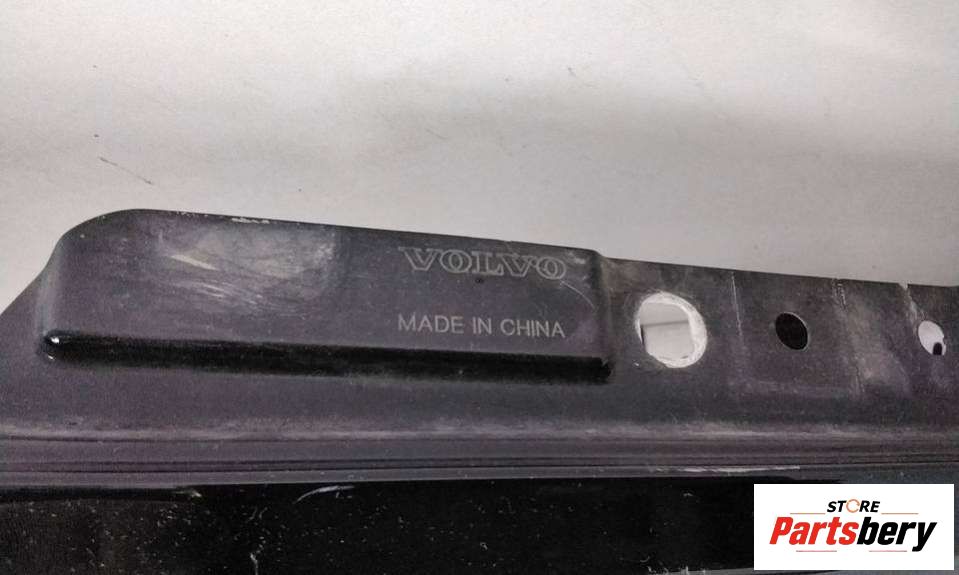 VOLVO
MADE IN CHINA
STORE
Partsbery